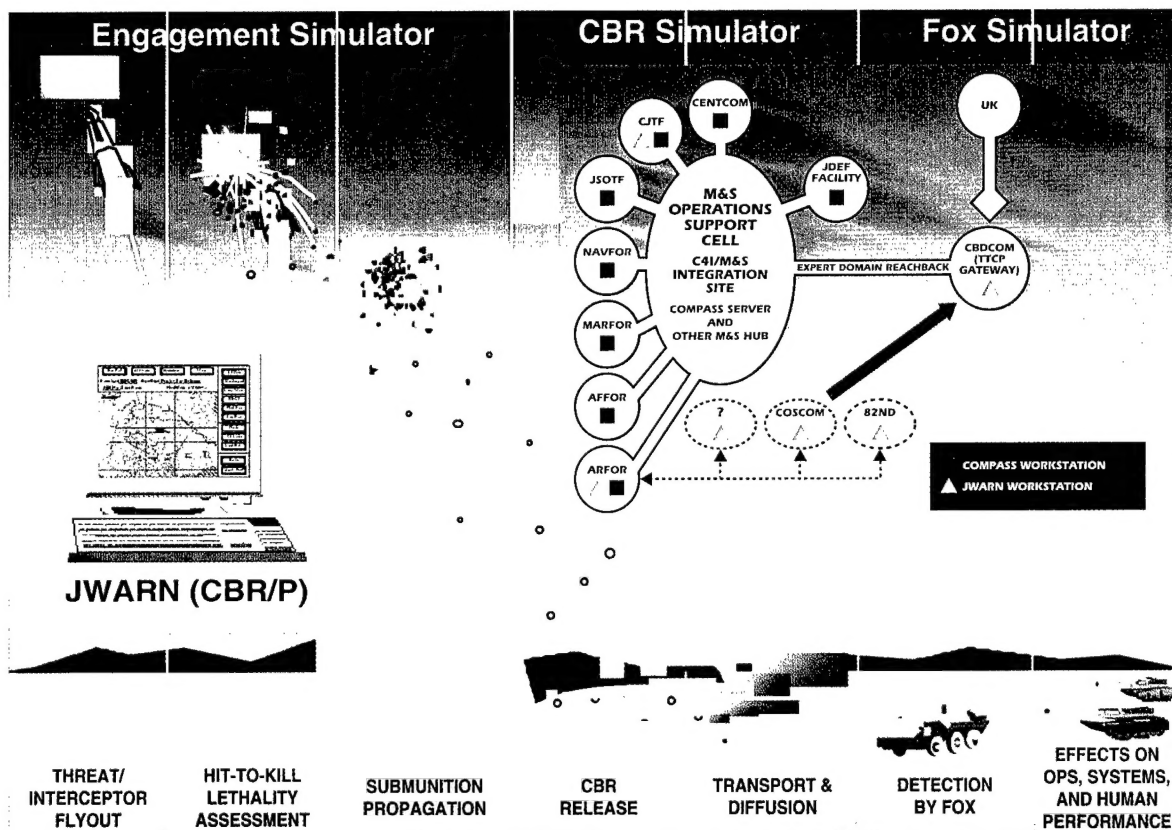 Engagement Simulator
CBR Simulator
Fox Simulator
CENTCOM
CJTF
JSOTF
NAVFOR
MARFOR
AFFOR
ARFOR
JDEF
FACILITY
M&S
OPERATIONS
SUPPORT
CELL
C4I/M&S
INTEGRATION
SITE
COMPASS SERVER
AND
OTHER M&S HUB
EXPERT DOMAIN REACHBACK
UK
CBDCOM
(TTCP
GATEWAY)
?
COSCOM
82ND
COMPASS WORKSTATION
JWARN WORKSTATION
JWARN (CBR/P)
THREAT/
INTERCEPTOR
FLYOUT
HIT-TO-KILL
LETHALITY
ASSESSMENT
SUBMUNITION
PROPAGATION
CBR
RELEASE
TRANSPORT &
DIFFUSION
DETECTION
BY FOX
EFFECTS ON
OPS, SYSTEMS,
AND HUMAN
PERFORMANCE